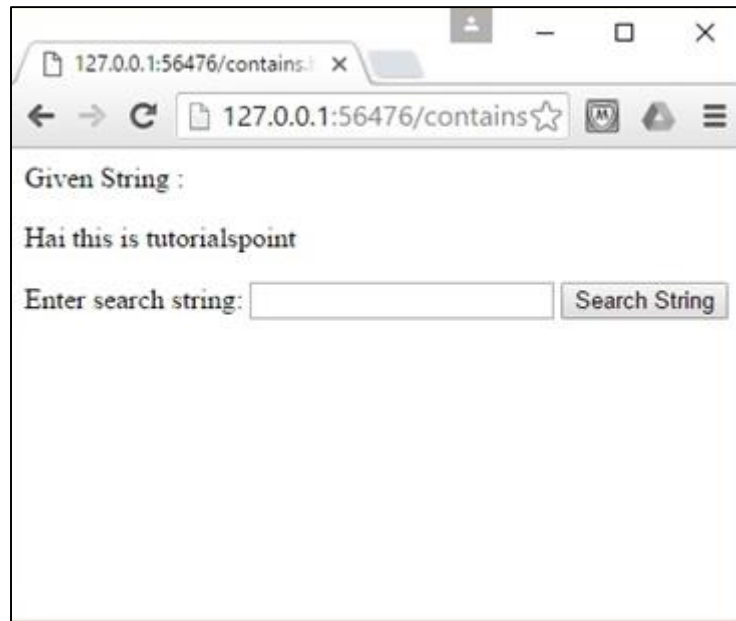 127.0.0.1:56476/contains.
127.0.0.1:56476/contains
Given String :
Hai this is tutorialspoint
Enter search string: Search String